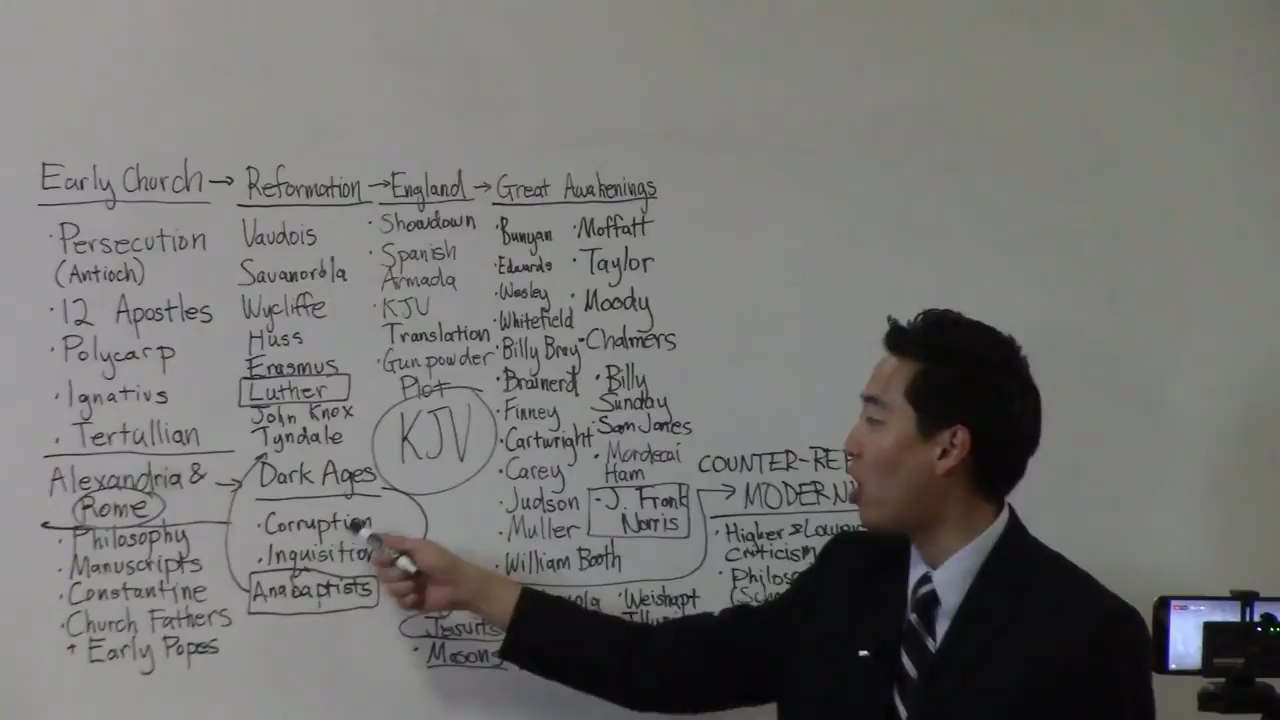 Early Church → Reformation → England → Great Awakenings
· Persecution
(Antioch)
· 12 Apostles
· Polycarp
· Ignatius
· Tertullian
Alexandria &
Rome
· Philosophy
· Manuscripts
· Constantine
· Church Fathers
+ Early Popes
Vaudois
Savanorola
Wycliffe
Huss
Erasmus
Luther
John Knox
Tyndale
Dark Ages
· Corruption
· Inquisition
Anabaptists
· Showdown
· Spanish
Armada
· KJV
Translation
· Gunpowder
Plot
KJV
Jesuits
· Masons
· Bunyan
· Edwards
· Wesley
· Whitefield
· Billy Bray
· Brainerd
· Finney
· Cartwright
· Carey
· Judson
· Muller
· William Booth
· Moffatt
· Taylor
· Moody
· Chalmers
· Billy
Sunday
· Sam Jones
· Mordecai
Ham
· J. Frank
Norris
· Weishapt
COUNTER-REF
→ MODERN
· Higher & Lower
Criticism